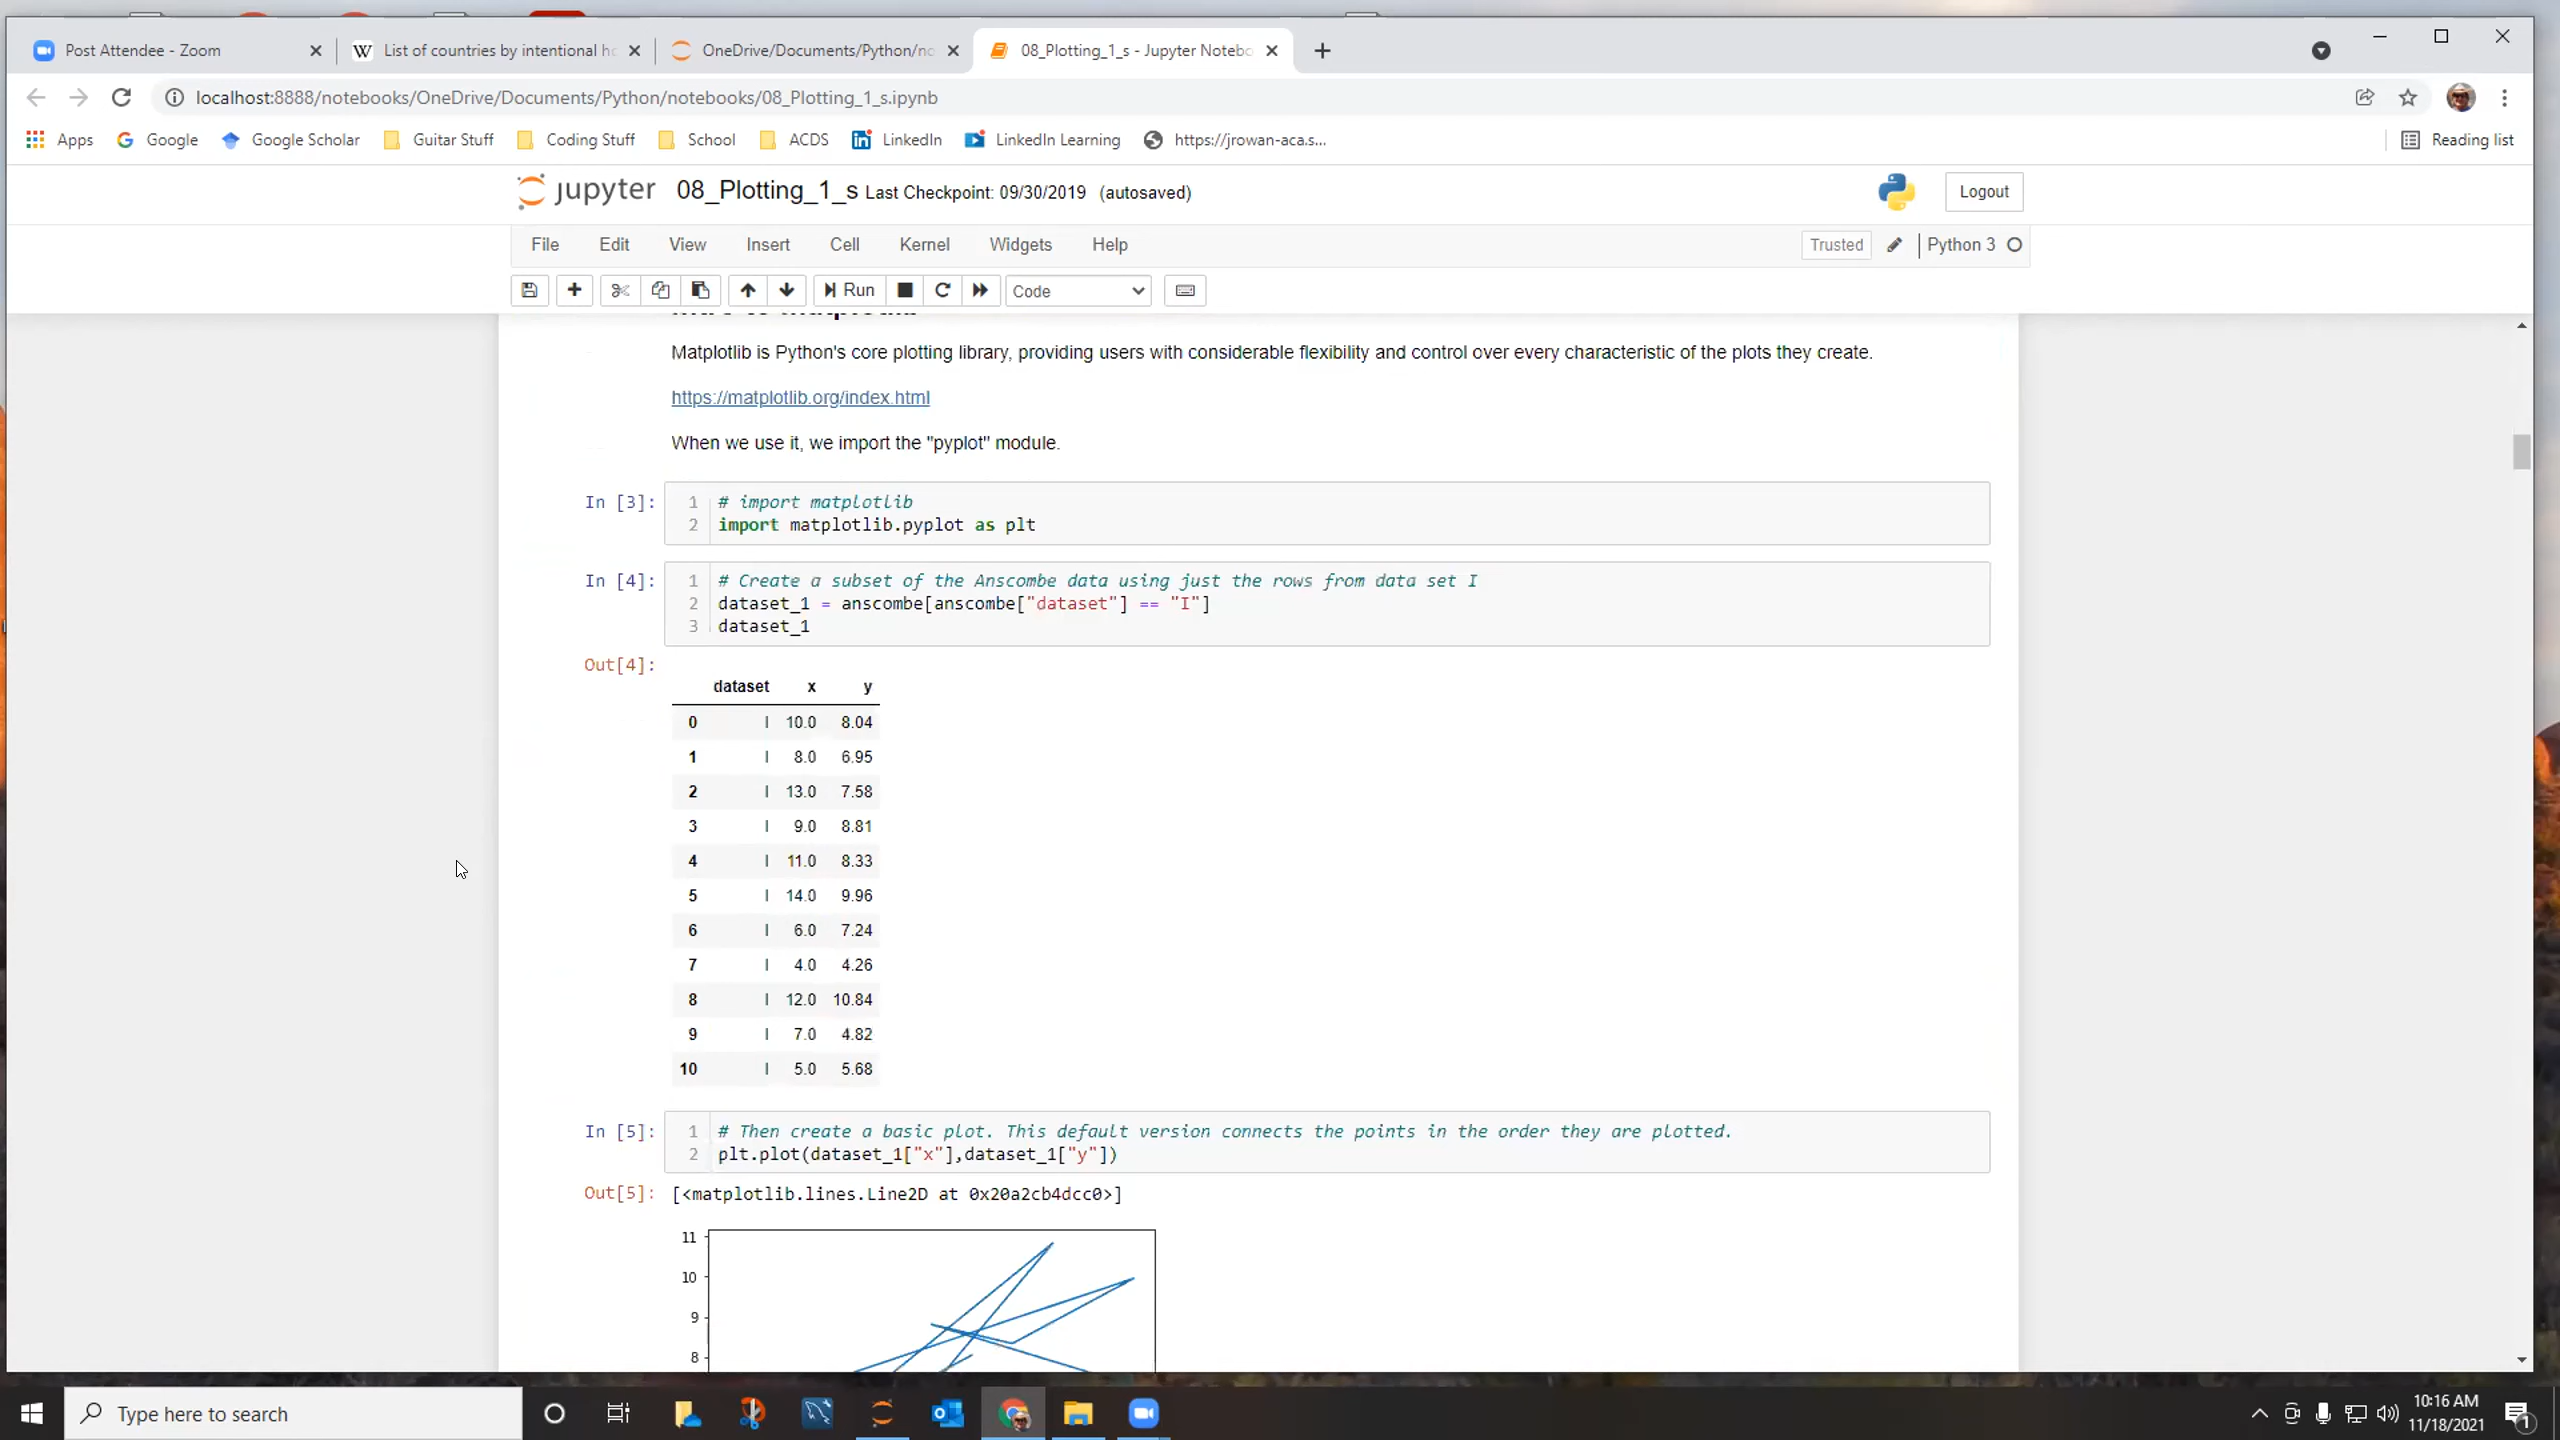 Post Attendee - Zoom
List of countries by intentional ho
OneDrive/Documents/Python/no
08_Plotting_1_s - Jupyter Notebo
localhost:8888/notebooks/OneDrive/Documents/Python/notebooks/08_Plotting_1_s.ipynb
Apps Google Google Scholar Guitar Stuff Coding Stuff School ACDS LinkedIn LinkedIn Learning https://jrowan-aca.s... Reading list
jupyter 08_Plotting_1_s Last Checkpoint: 09/30/2019 (autosaved) Logout
File Edit View Insert Cell Kernel Widgets Help Trusted Python 3
Run Code
Matplotlib is Python's core plotting library, providing users with considerable flexibility and control over every characteristic of the plots they create.
https://matplotlib.org/index.html
When we use it, we import the "pyplot" module.
In [3]: 1 # import matplotlib
2 import matplotlib.pyplot as plt
In [4]: 1 # Create a subset of the Anscombe data using just the rows from data set I
2 dataset_1 = anscombe[anscombe["dataset"] == "I"]
3 dataset_1
Out[4]:
dataset x y
0 I 10.0 8.04
1 I 8.0 6.95
2 I 13.0 7.58
3 I 9.0 8.81
4 I 11.0 8.33
5 I 14.0 9.96
6 I 6.0 7.24
7 I 4.0 4.26
8 I 12.0 10.84
9 I 7.0 4.82
10 I 5.0 5.68
In [5]: 1 # Then create a basic plot. This default version connects the points in the order they are plotted.
2 plt.plot(dataset_1["x"],dataset_1["y"])
Out[5]: [<matplotlib.lines.Line2D at 0x20a2cb4dcc0>]
11
10
9
8
Type here to search
10:16 AM
11/18/2021
1